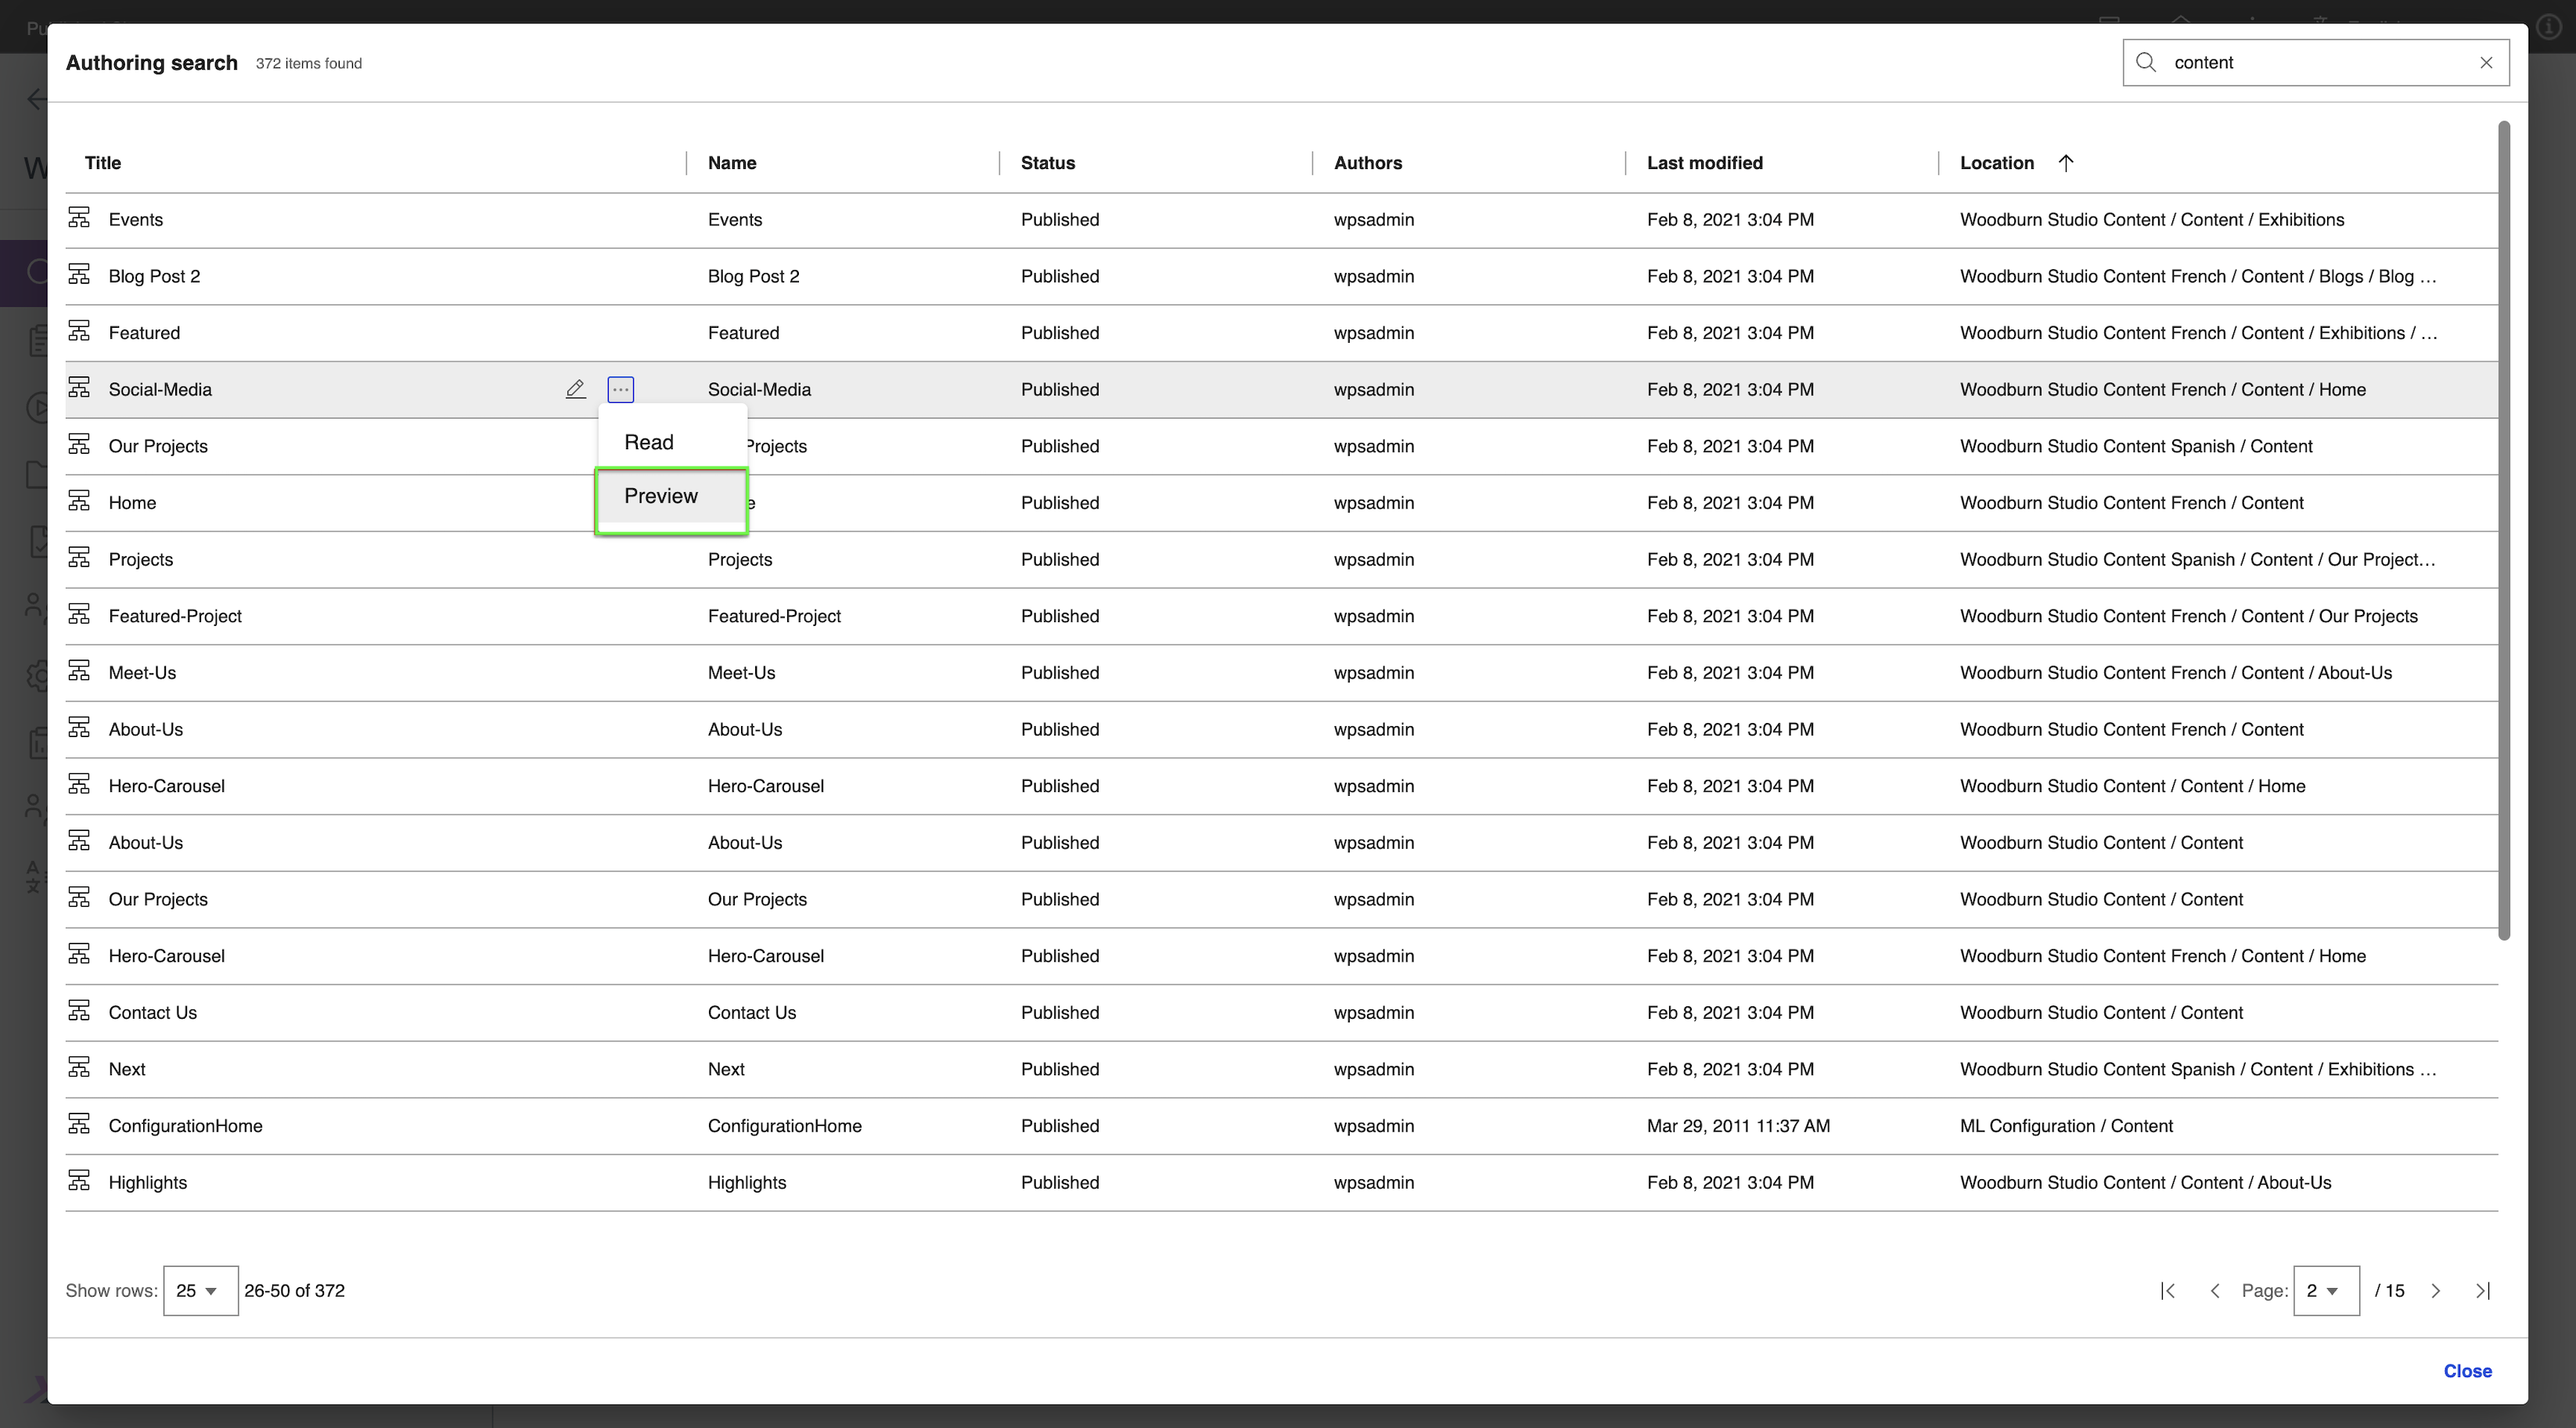 Authoring search 372 items found content
Title Name Status Authors Last modified Location
Events Events Published wpsadmin Feb 8, 2021 3:04 PM Woodburn Studio Content / Content / Exhibitions
Blog Post 2 Blog Post 2 Published wpsadmin Feb 8, 2021 3:04 PM Woodburn Studio Content French / Content / Blogs / Blog ...
Featured Featured Published wpsadmin Feb 8, 2021 3:04 PM Woodburn Studio Content French / Content / Exhibitions / ...
Social-Media Social-Media Published wpsadmin Feb 8, 2021 3:04 PM Woodburn Studio Content French / Content / Home
Read
Preview
Our Projects Projects Published wpsadmin Feb 8, 2021 3:04 PM Woodburn Studio Content Spanish / Content
Home e Published wpsadmin Feb 8, 2021 3:04 PM Woodburn Studio Content French / Content
Projects Projects Published wpsadmin Feb 8, 2021 3:04 PM Woodburn Studio Content Spanish / Content / Our Project...
Featured-Project Featured-Project Published wpsadmin Feb 8, 2021 3:04 PM Woodburn Studio Content French / Content / Our Projects
Meet-Us Meet-Us Published wpsadmin Feb 8, 2021 3:04 PM Woodburn Studio Content French / Content / About-Us
About-Us About-Us Published wpsadmin Feb 8, 2021 3:04 PM Woodburn Studio Content French / Content
Hero-Carousel Hero-Carousel Published wpsadmin Feb 8, 2021 3:04 PM Woodburn Studio Content / Content / Home
About-Us About-Us Published wpsadmin Feb 8, 2021 3:04 PM Woodburn Studio Content / Content
Our Projects Our Projects Published wpsadmin Feb 8, 2021 3:04 PM Woodburn Studio Content / Content
Hero-Carousel Hero-Carousel Published wpsadmin Feb 8, 2021 3:04 PM Woodburn Studio Content French / Content / Home
Contact Us Contact Us Published wpsadmin Feb 8, 2021 3:04 PM Woodburn Studio Content / Content
Next Next Published wpsadmin Feb 8, 2021 3:04 PM Woodburn Studio Content Spanish / Content / Exhibitions ...
ConfigurationHome ConfigurationHome Published wpsadmin Mar 29, 2011 11:37 AM ML Configuration / Content
Highlights Highlights Published wpsadmin Feb 8, 2021 3:04 PM Woodburn Studio Content / Content / About-Us
Show rows: 25 26-50 of 372 Page: 2 / 15
Close